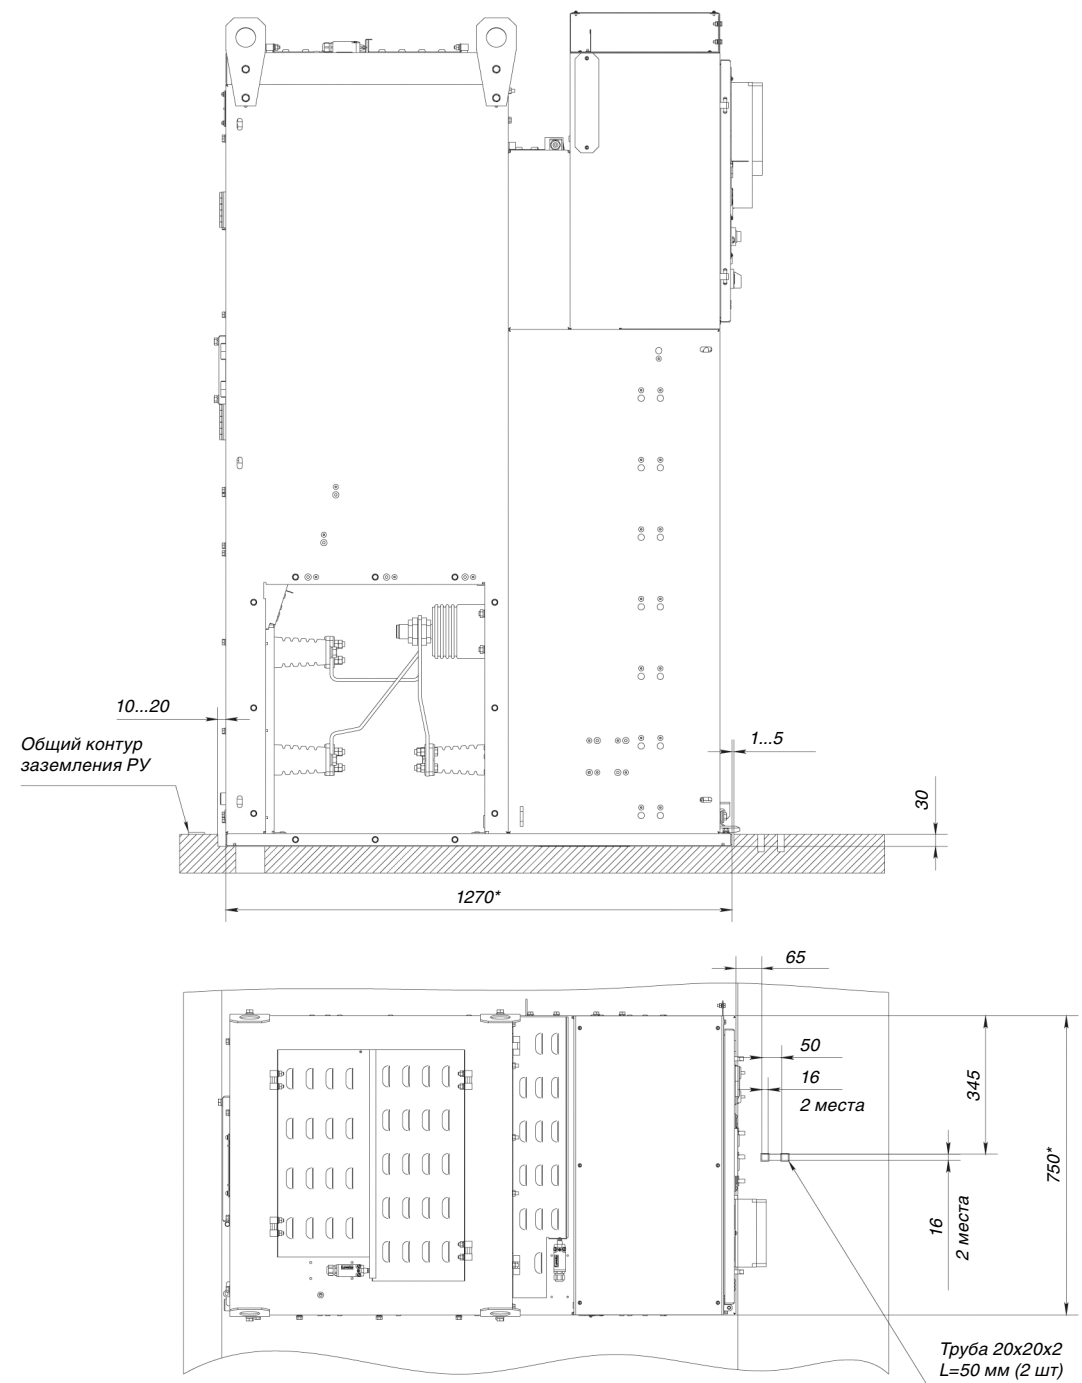 10...20
Общий контур
заземления РУ
1...5
30
1270*
65
50
16
2 места
345
750*
16
2 места
Труба 20х20х2
L=50 мм (2 шт)